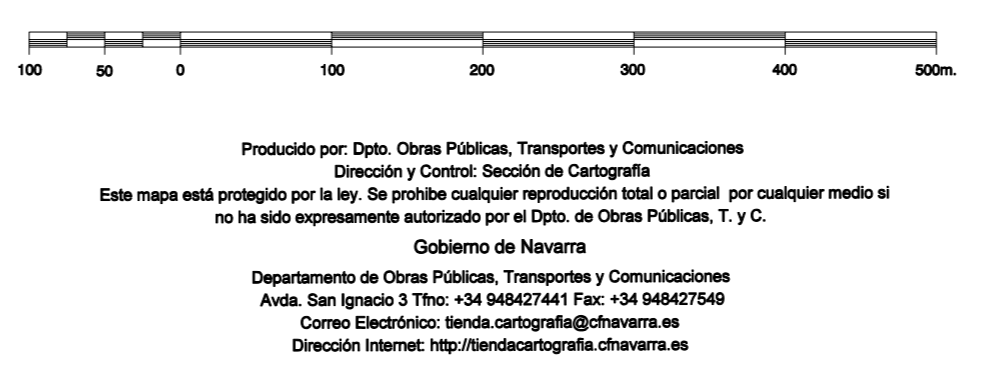 100 50 0 100 200 300 400 500m.
Producido por: Dpto. Obras Públicas, Transportes y Comunicaciones
Dirección y Control: Sección de Cartografía
Este mapa está protegido por la ley. Se prohibe cualquier reproducción total o parcial por cualquier medio si
no ha sido expresamente autorizado por el Dpto. de Obras Públicas, T. y C.
Gobierno de Navarra
Departamento de Obras Públicas, Transportes y Comunicaciones
Avda. San Ignacio 3 Tfno: +34 948427441 Fax: +34 948427549
Correo Electrónico: tienda.cartografia@cfnavarra.es
Dirección Internet: http://tiendacartografia.cfnavarra.es